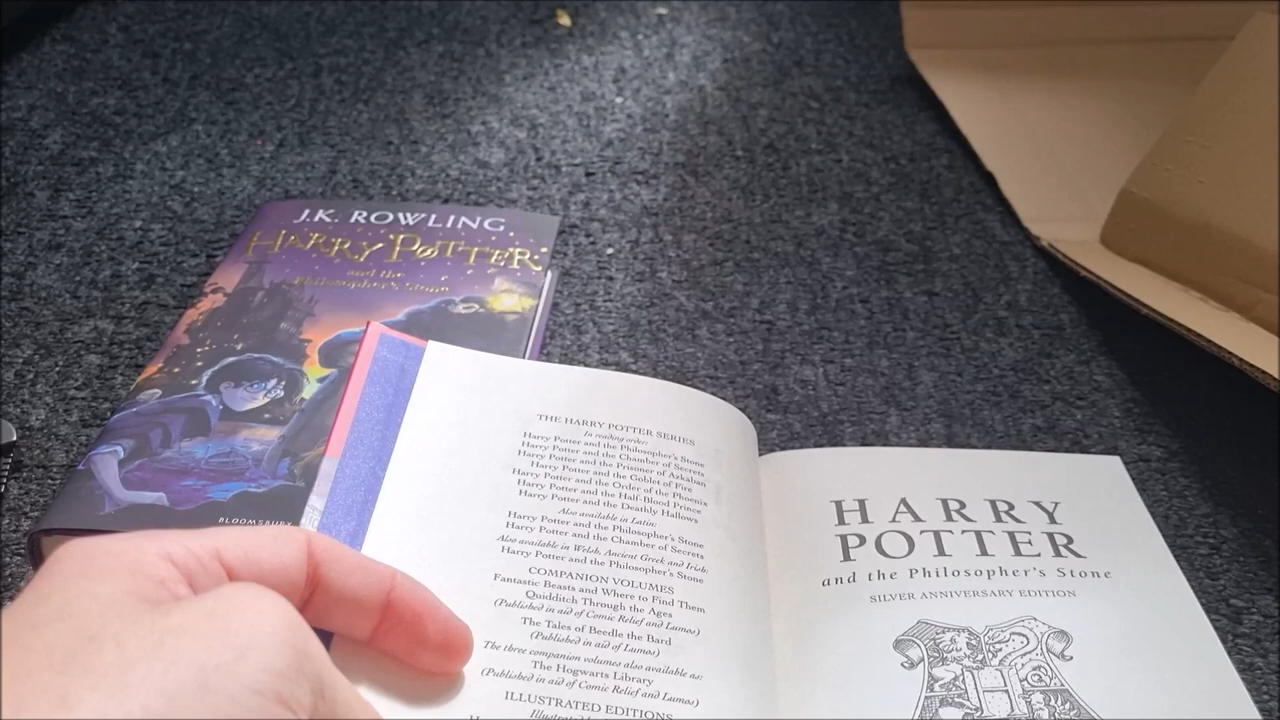 J.K. ROWLING
HARRY POTTER
and the
Philosopher's Stone
BLOOMSBURY
THE HARRY POTTER SERIES
In reading order:
Harry Potter and the Philosopher's Stone
Harry Potter and the Chamber of Secrets
Harry Potter and the Prisoner of Azkaban
Harry Potter and the Goblet of Fire
Harry Potter and the Order of the Phoenix
Harry Potter and the Half-Blood Prince
Harry Potter and the Deathly Hallows
Also available in Latin:
Harry Potter and the Philosopher's Stone
Harry Potter and the Chamber of Secrets
Also available in Welsh, Ancient Greek and Irish:
Harry Potter and the Philosopher's Stone
COMPANION VOLUMES
Fantastic Beasts and Where to Find Them
Quidditch Through the Ages
(Published in aid of Comic Relief and Lumos)
The Tales of Beedle the Bard
(Published in aid of Lumos)
The three companion volumes also available as:
The Hogwarts Library
(Published in aid of Comic Relief and Lumos)
ILLUSTRATED EDITIONS
HARRY
POTTER
and the Philosopher's Stone
SILVER ANNIVERSARY EDITION
H